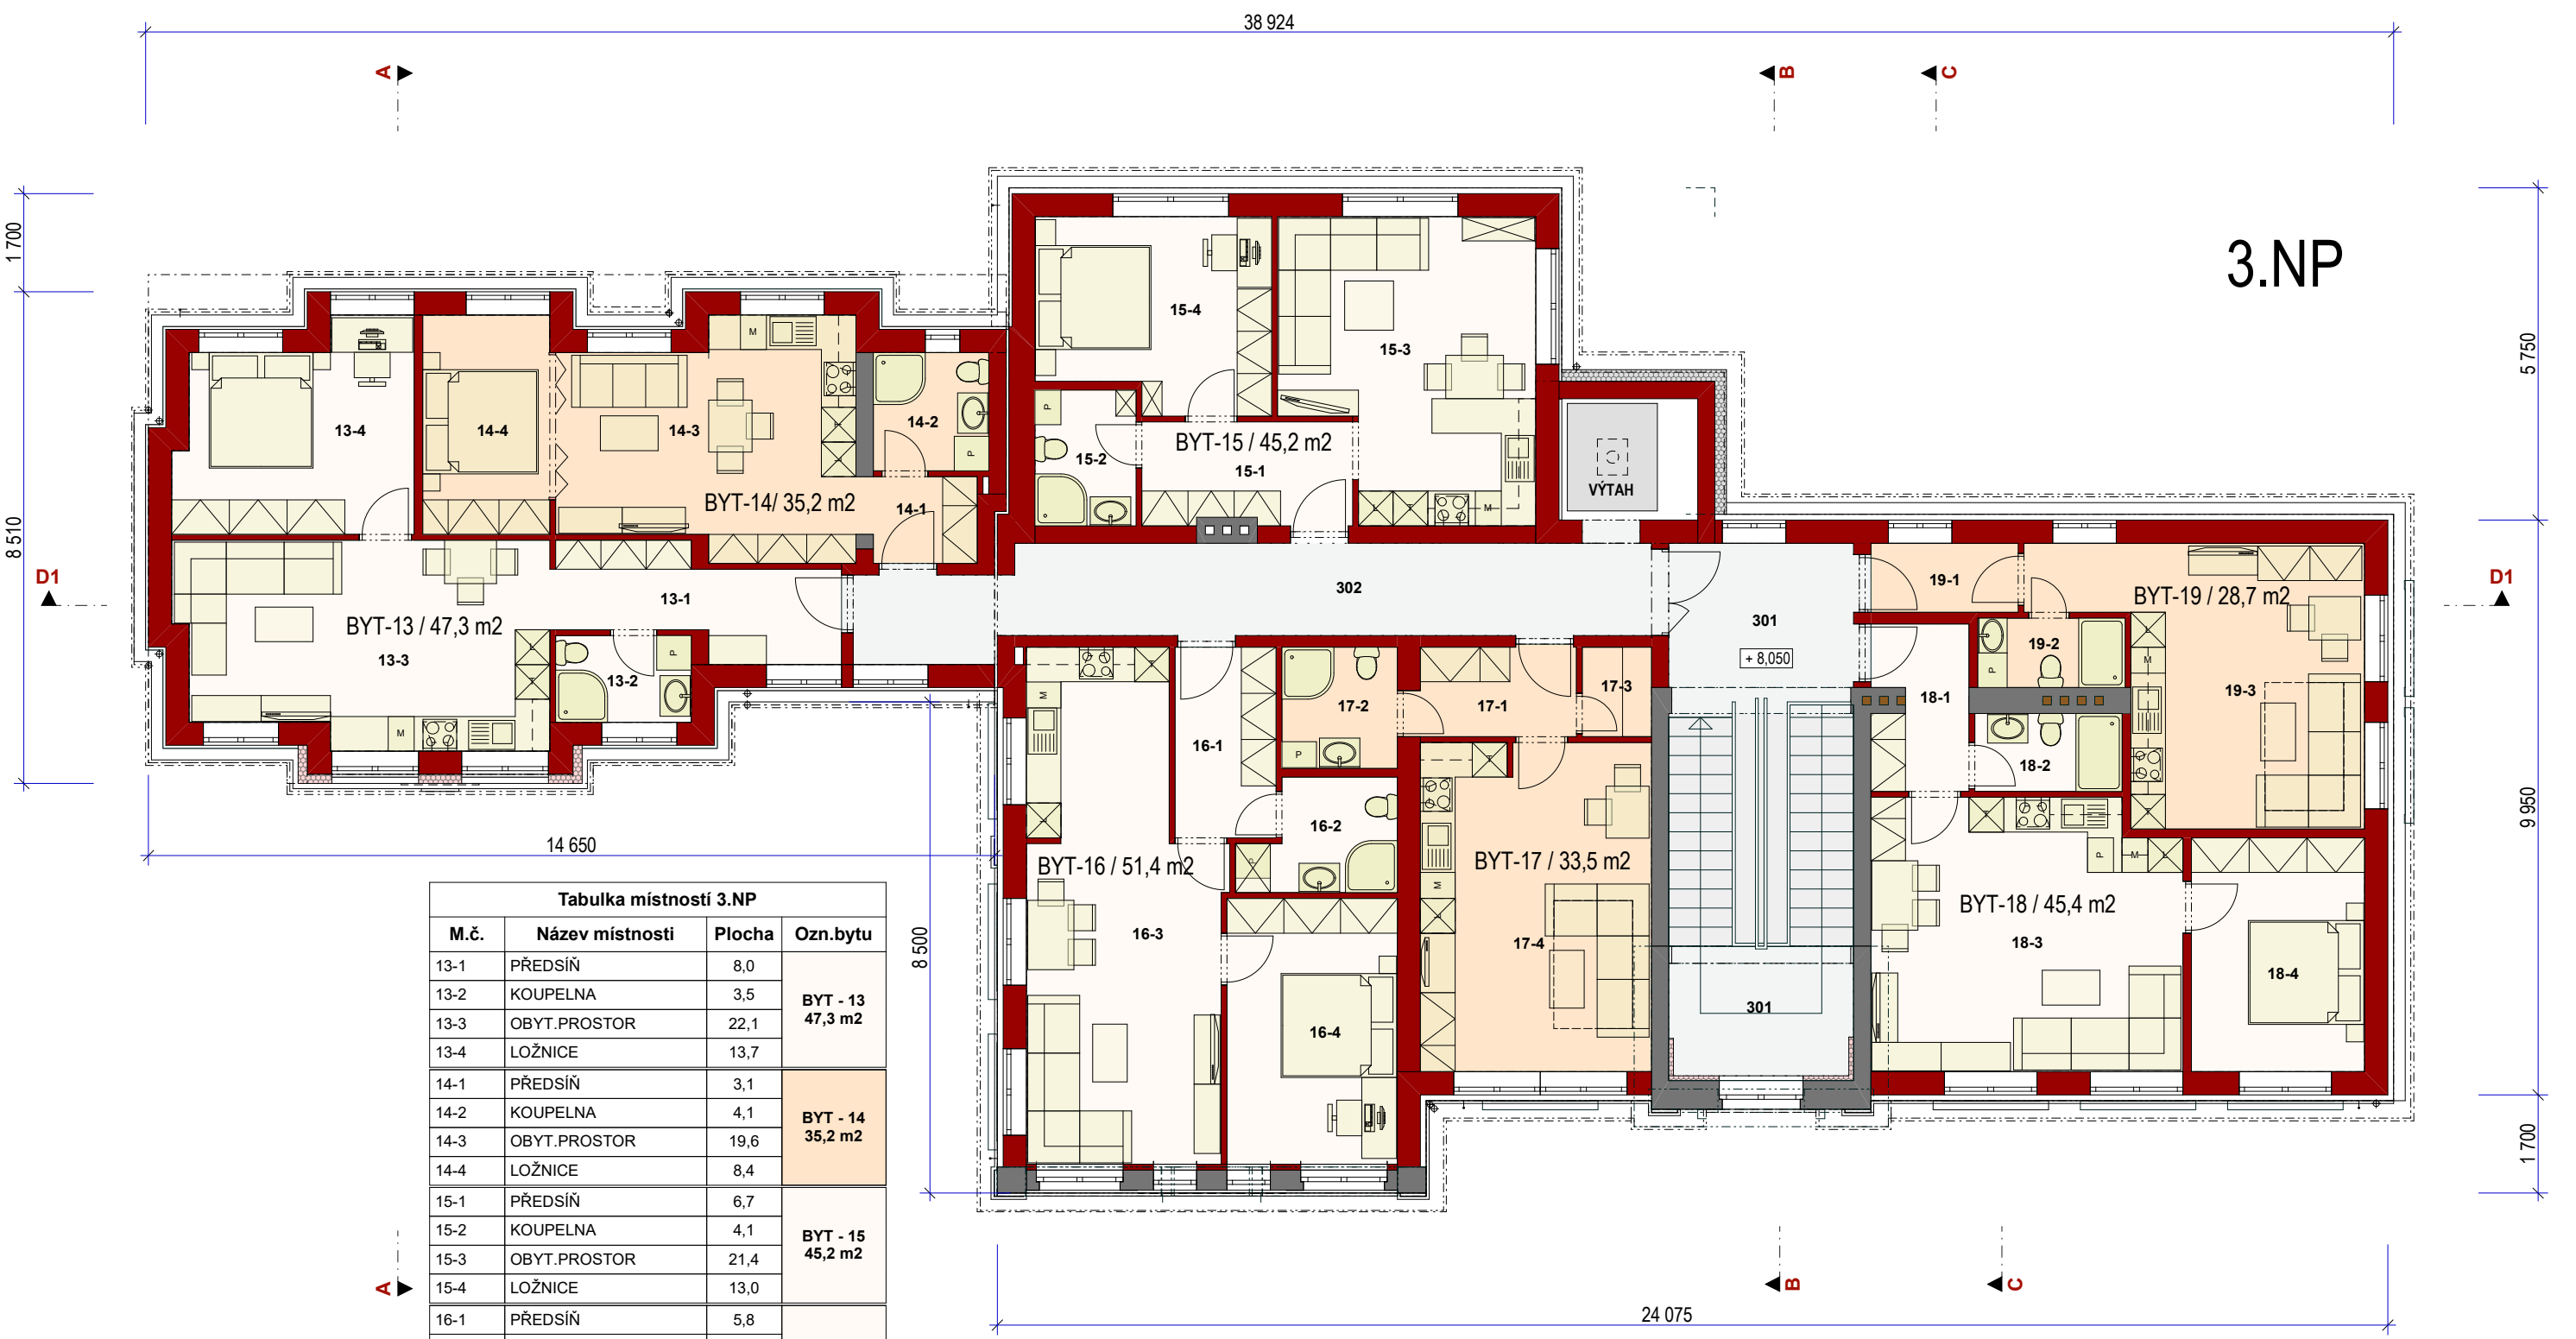 38 924
A
B
C
3.NP
1 700
8 510
5 750
9 950
1 700
D1
D1
13-4
14-4
14-3
M
14-2
P
BYT-14/ 35,2 m2
14-1
15-4
15-3
P
15-2
BYT-15 / 45,2 m2
15-1
L
T
M
VÝTAH
13-1
BYT-13 / 47,3 m2
13-3
13-2
P
M
302
301
+ 8,050
19-1
BYT-19 / 28,7 m2
19-2
P
M
19-3
T
M
T
16-1
17-2
P
17-1
17-3
18-1
18-2
16-2
P
L
BYT-16 / 51,4 m2
16-3
16-4
T
BYT-17 / 33,5 m2
M
L
17-4
301
T
P
M
L
BYT-18 / 45,4 m2
18-3
18-4
14 650
8 500
24 075
A
B
C
Tabulka místností 3.NP
M.č. Název místnosti Plocha Ozn.bytu
13-1 PŘEDSÍŇ 8,0
13-2 KOUPELNA 3,5
13-3 OBYT.PROSTOR 22,1
13-4 LOŽNICE 13,7
BYT - 13
47,3 m2
14-1 PŘEDSÍŇ 3,1
14-2 KOUPELNA 4,1
14-3 OBYT.PROSTOR 19,6
14-4 LOŽNICE 8,4
BYT - 14
35,2 m2
15-1 PŘEDSÍŇ 6,7
15-2 KOUPELNA 4,1
15-3 OBYT.PROSTOR 21,4
15-4 LOŽNICE 13,0
BYT - 15
45,2 m2
16-1 PŘEDSÍŇ 5,8